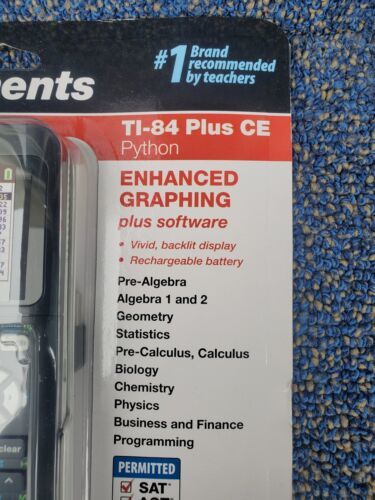 #1 Brand
recommended
by teachers
ents
TI-84 Plus CE
Python
ENHANCED
GRAPHING
plus software
• Vivid, backlit display
• Rechargeable battery
Pre-Algebra
Algebra 1 and 2
Geometry
Statistics
Pre-Calculus, Calculus
Biology
Chemistry
Physics
Business and Finance
Programming
PERMITTED
SAT®
ACT
clear